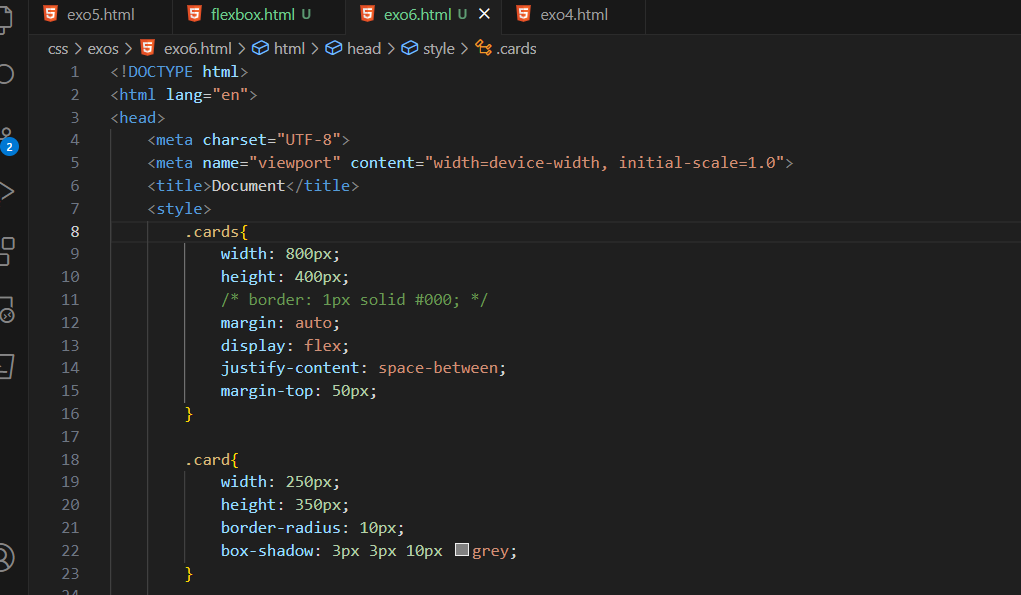 exo5.html flexbox.html U exo6.html U exo4.html
css > exos > exo6.html > html > head > style > .cards
1 <!DOCTYPE html>
2 <html lang="en">
3 <head>
4 <meta charset="UTF-8">
5 <meta name="viewport" content="width=device-width, initial-scale=1.0">
6 <title>Document</title>
7 <style>
8 .cards{
9 width: 800px;
10 height: 400px;
11 /* border: 1px solid #000; */
12 margin: auto;
13 display: flex;
14 justify-content: space-between;
15 margin-top: 50px;
16 }
17
18 .card{
19 width: 250px;
20 height: 350px;
21 border-radius: 10px;
22 box-shadow: 3px 3px 10px grey;
23 }
24
2